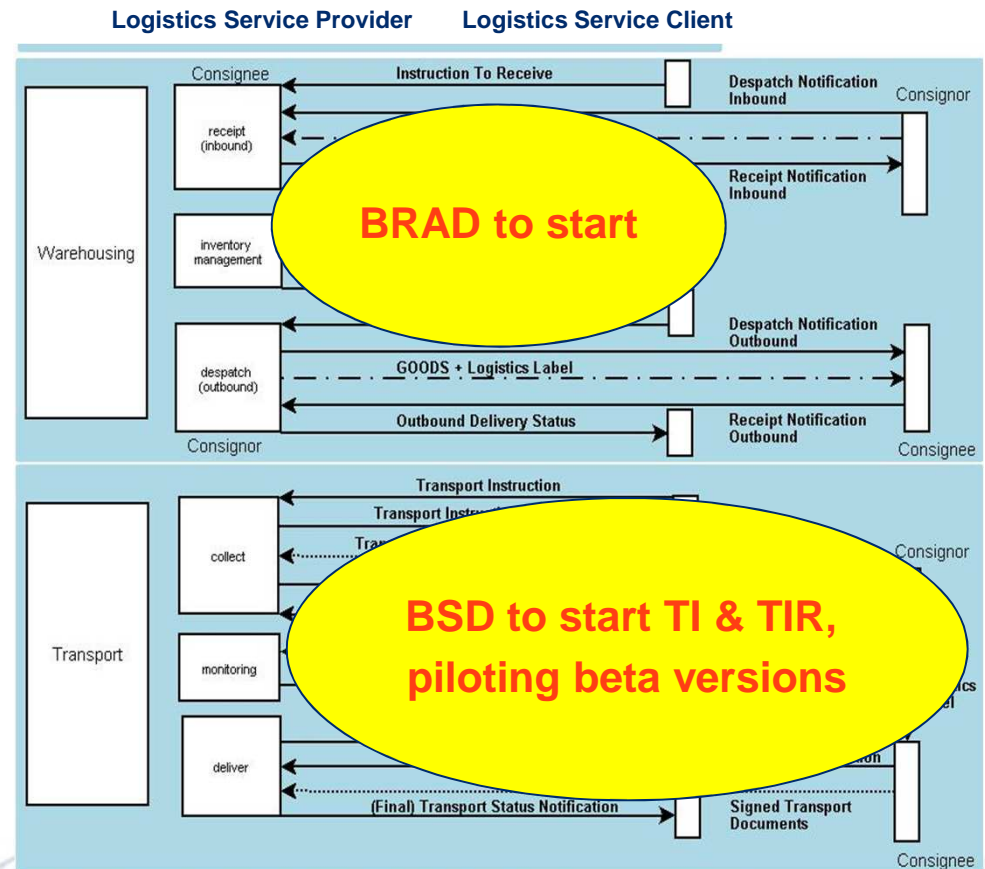 Logistics Service Provider Logistics Service Client
Consignee
Instruction To Receive
Despatch Notification
Inbound
Consignor
receipt
(inbound)
Receipt Notification
Inbound
BRAD to start
Warehousing
inventory
management
Despatch Notification
Outbound
despatch
(outbound)
GOODS + Logistics Label
Outbound Delivery Status
Receipt Notification
Outbound
Consignor
Consignee
Transport Instruction
Transport
collect
Consignor
BSD to start TI & TIR,
piloting beta versions
Transport
monitoring
deliver
(Final) Transport Status Notification
Signed Transport
Documents
Consignee